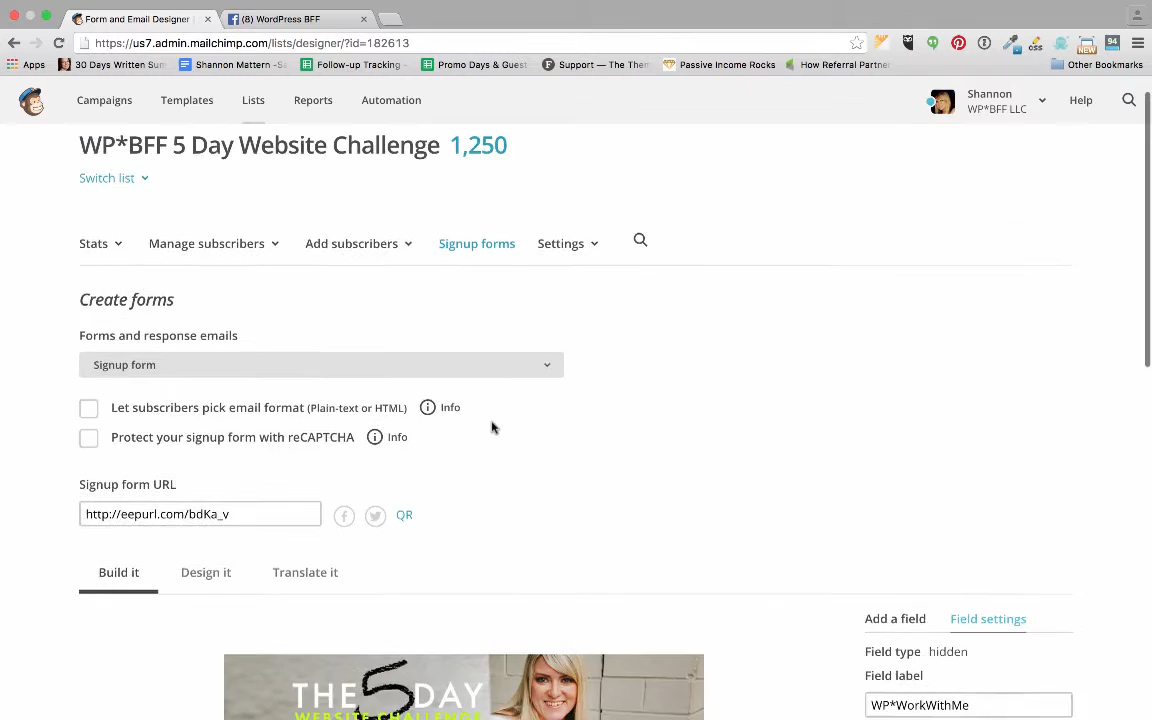 Form and Email Designer
(8) WordPress BFF
https://us7.admin.mailchimp.com/lists/designer/?id=182613
Apps
30 Days Written Sum
Shannon Mattern -Sa
Follow-up Tracking -
Promo Days & Guest
Support — The Them
Passive Income Rocks
How Referral Partner
Other Bookmarks
NEW
94
Campaigns
Templates
Lists
Reports
Automation
Shannon
WP*BFF LLC
Help
WP*BFF 5 Day Website Challenge 1,250
Switch list
Stats
Manage subscribers
Add subscribers
Signup forms
Settings
Create forms
Forms and response emails
Signup form
Let subscribers pick email format (Plain-text or HTML)
Info
Protect your signup form with reCAPTCHA
Info
Signup form URL
http://eepurl.com/bdKa_v
QR
Build it
Design it
Translate it
Add a field
Field settings
Field type hidden
Field label
WP*WorkWithMe
THE 5 DAY
WEBSITE CHALLENGE